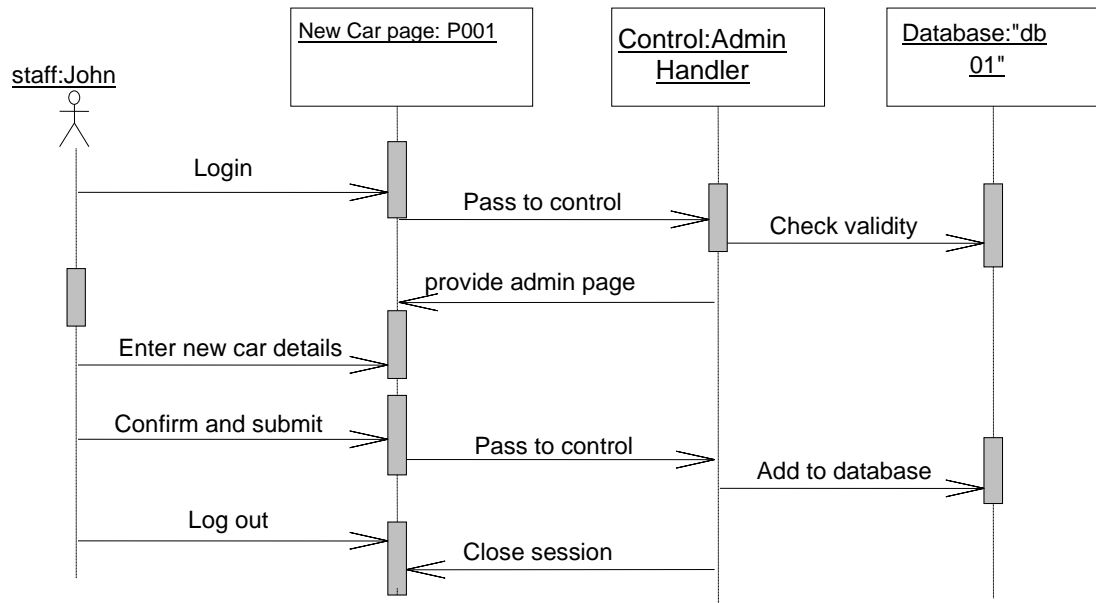 New Car page: P001
Control:Admin
Handler
Database:"db
01"
staff:John
Login
Pass to control
Check validity
provide admin page
Enter new car details
Confirm and submit
Pass to control
Add to database
Log out
Close session